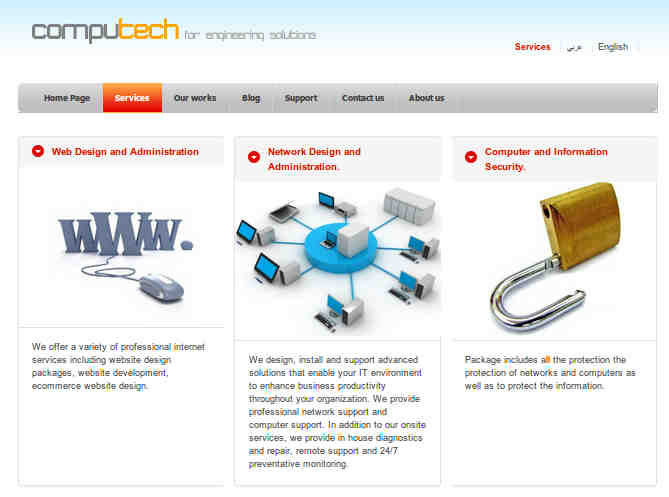 computech for engineering solutions
Services عربي English
Home Page Services Our works Blog Support Contact us About us
Web Design and Administration
WWW.
We offer a variety of professional internet
services including website design
packages, website development,
ecommerce website design.
Network Design and
Administration.
We design, install and support advanced
solutions that enable your IT environment
to enhance business productivity
throughout your organization. We provide
professional network support and
computer support. In addition to our onsite
services, we provide in house diagnostics
and repair, remote support and 24/7
preventative monitoring.
Computer and Information
Security.
Package includes all the protection the
protection of networks and computers as
well as to protect the information.